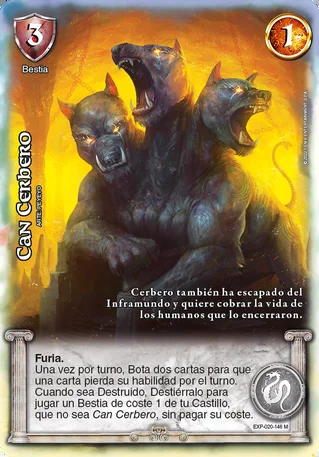 3
Bestia
1
Can Cerbero
Cerbero también ha escapado del
Inframundo y quiere cobrar la vida de
los humanos que lo encerraron.
Furia.
Una vez por turno, Bota dos cartas para que
una carta pierda su habilidad por el turno.
Cuando sea Destruido, Destiérralo para
jugar un Bestia de coste 1 de tu Castillo,
que no sea Can Cerbero, sin pagar su coste.
EXP-020-146 M